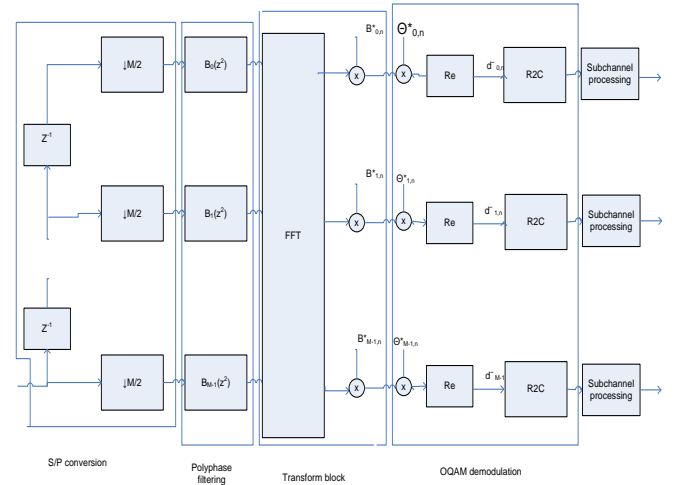 B*0,n
Θ*0,n
↓M/2
B0(z²)
x
x
Re
d~0,n
R2C
Subchannel
processing
Z-1
B*1,n
Θ*1,n
↓M/2
B1(z²)
FFT
x
x
Re
d~1,n
R2C
Subchannel
processing
Z-1
B*M-1,n
Θ*M-1,n
↓M/2
BM-1(z²)
x
x
Re
d~M-1
R2C
Subchannel
processing
S/P conversion
Polyphase
filtering
Transform block
OQAM demodulation